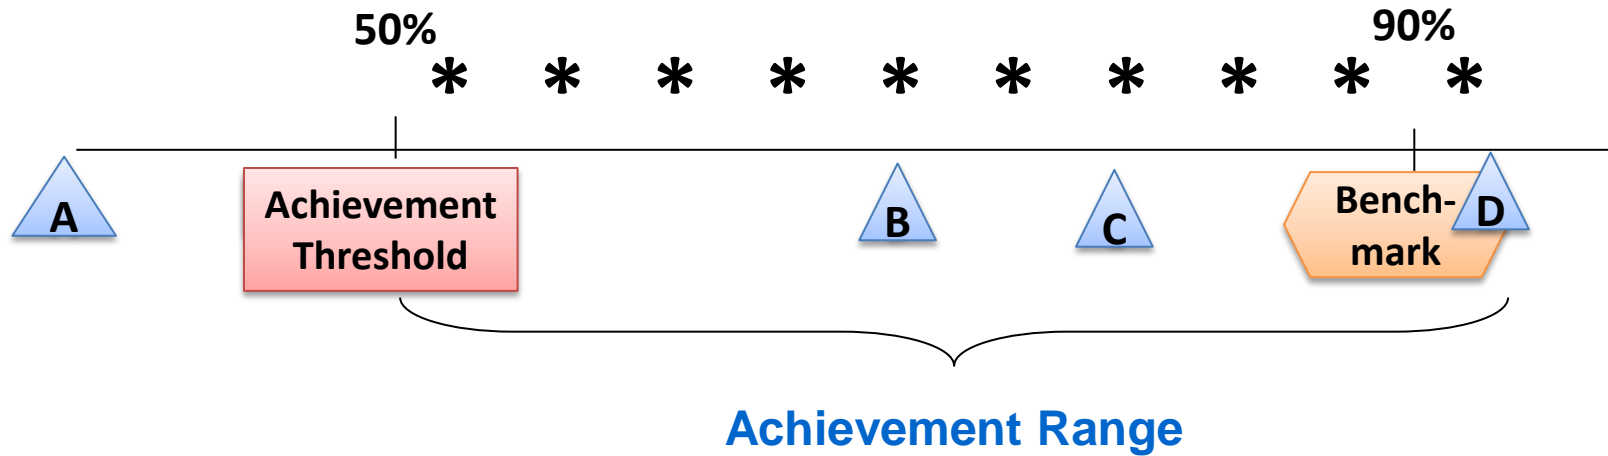 50% 90%
* * * * * * * * * *
A
Achievement
Threshold
B
C
Bench-
mark
D
Achievement Range